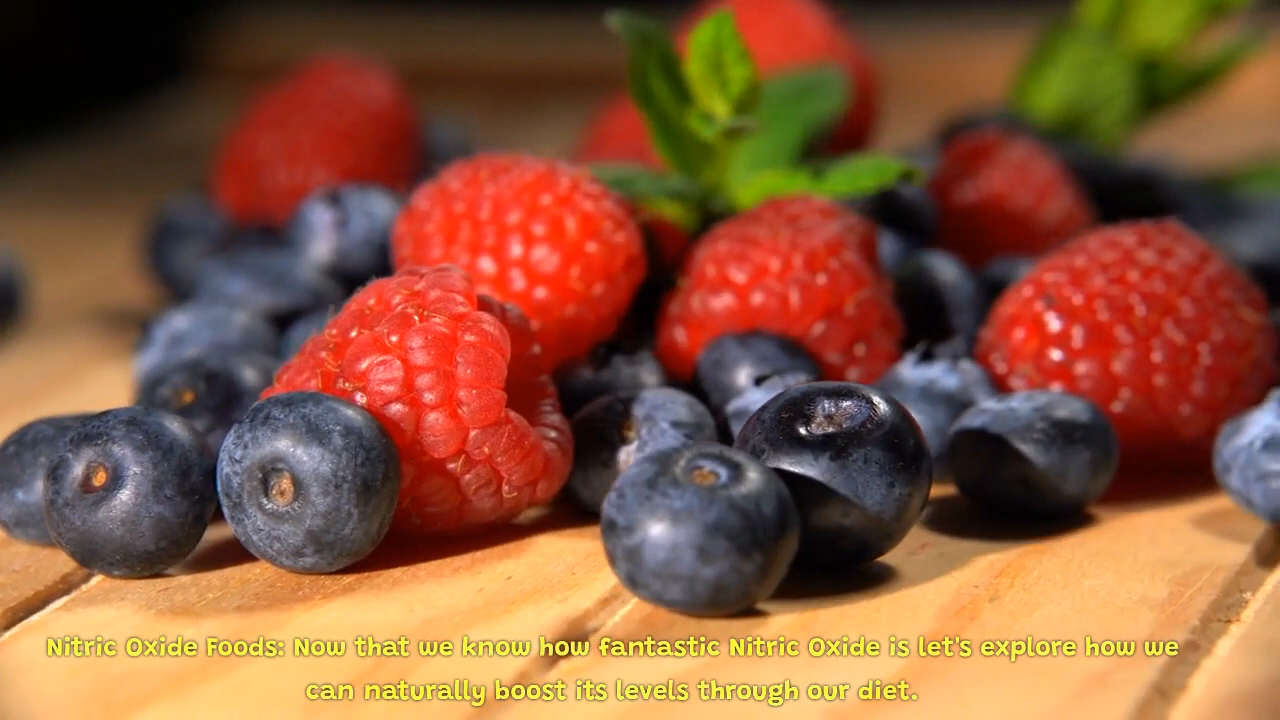 Nitric Oxide Foods: Now that we know how fantastic Nitric Oxide is let's explore how we
can naturally boost its levels through our diet.